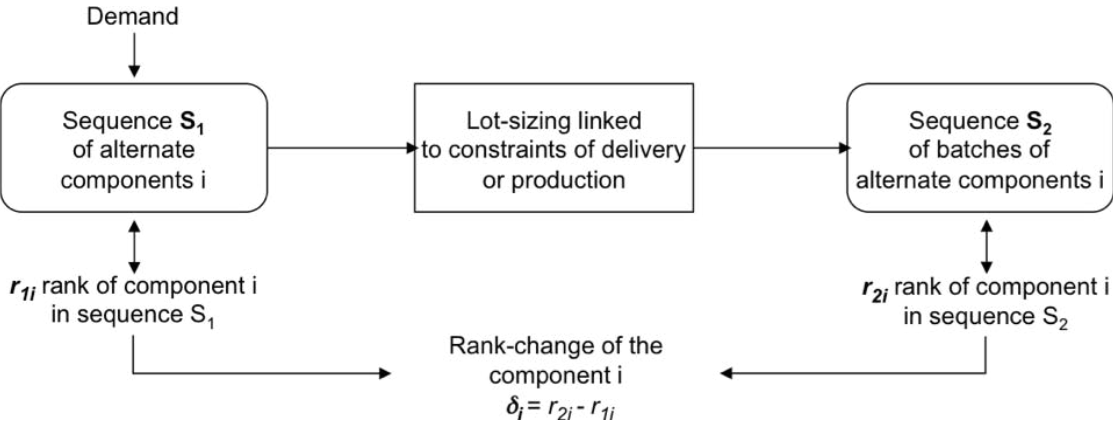 Demand
Sequence S₁
of alternate
components i
Lot-sizing linked
to constraints of delivery
or production
Sequence S₂
of batches of
alternate components i
r₁ᵢ rank of component i
in sequence S₁
r₂ᵢ rank of component i
in sequence S₂
Rank-change of the
component i
δᵢ = r₂ᵢ - r₁ᵢ